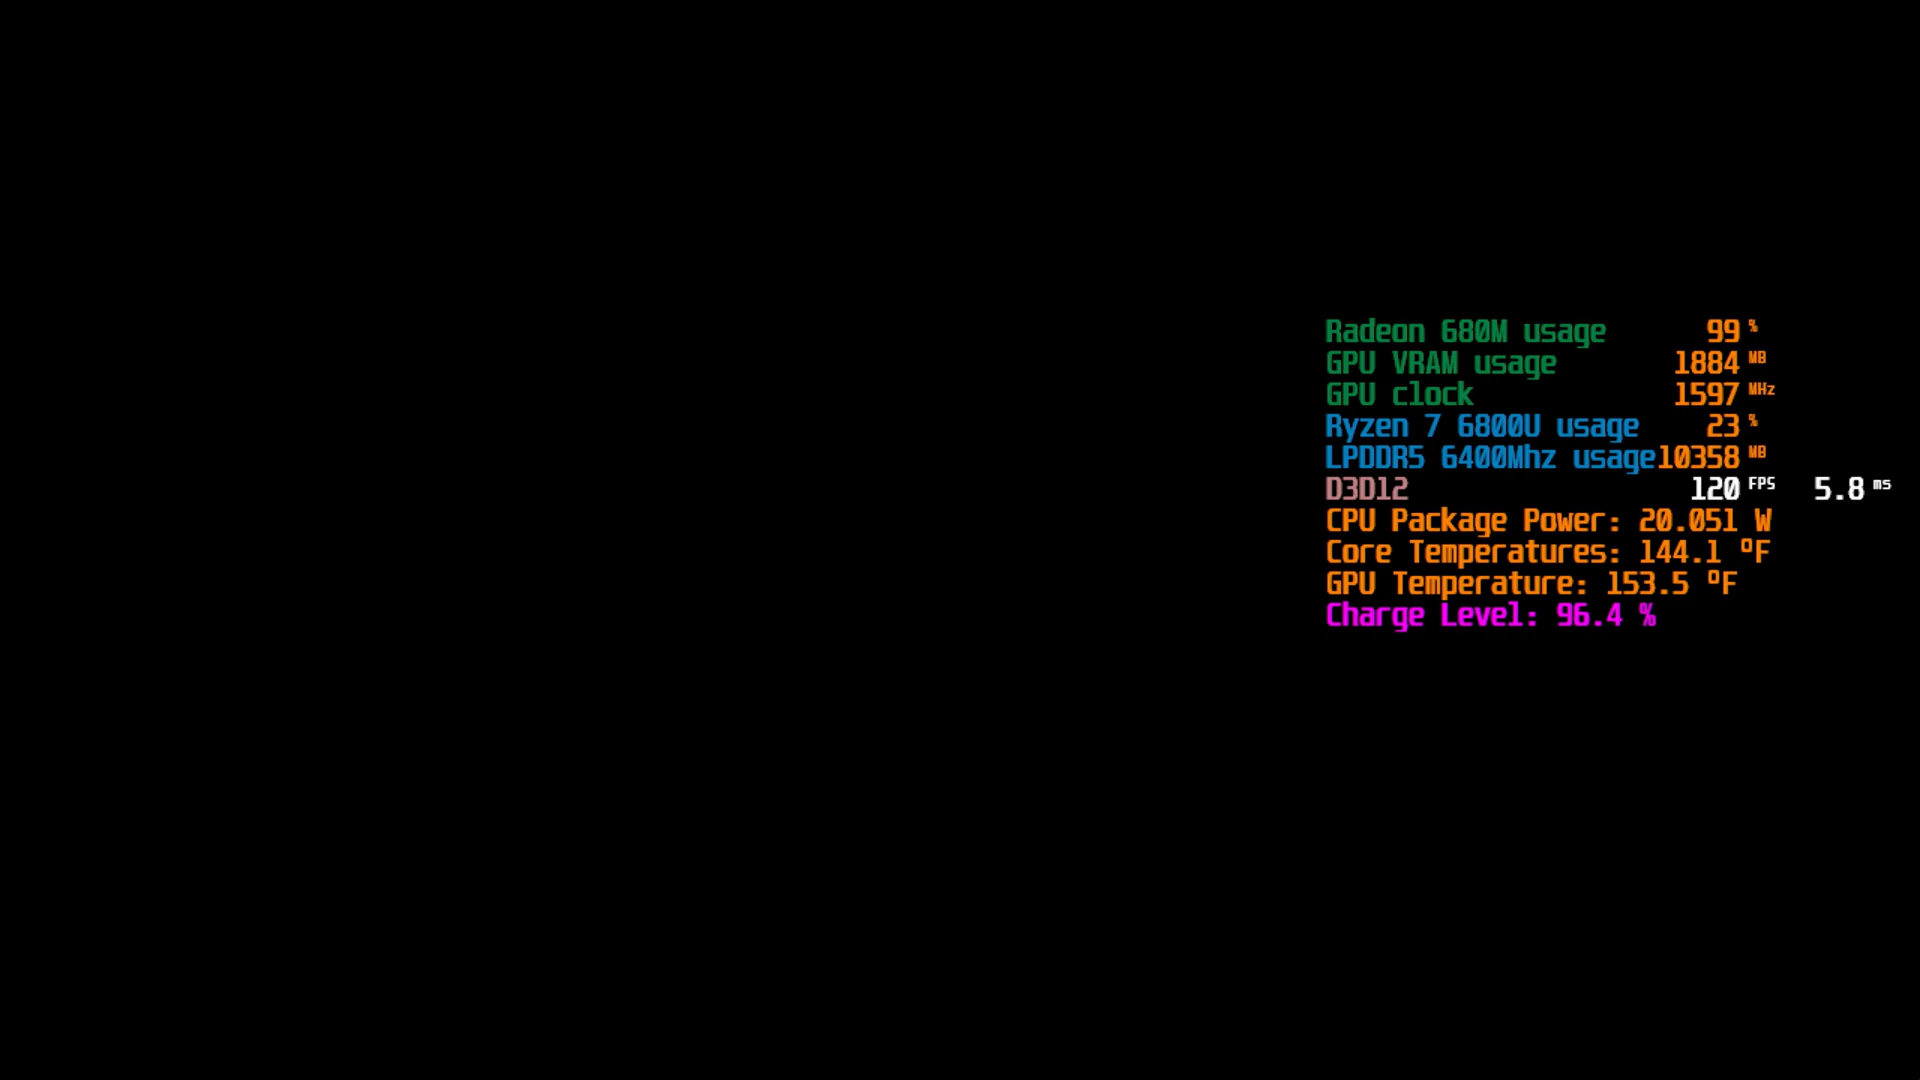 Radeon 680M usage 99 %
GPU VRAM usage 1884 MB
GPU clock 1597 MHz
Ryzen 7 6800U usage 23 %
LPDDR5 6400Mhz usage10358 MB
D3D12 120 FPS 5.8 ms
CPU Package Power: 20.051 W
Core Temperatures: 144.1 ºF
GPU Temperature: 153.5 ºF
Charge Level: 96.4 %